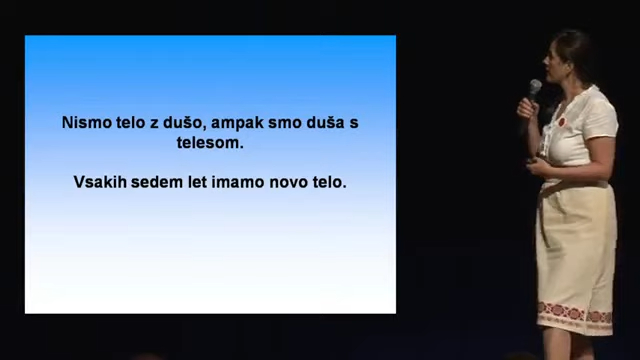 Nismo telo z dušo, ampak smo duša s
telesom.
Vsakih sedem let imamo novo telo.